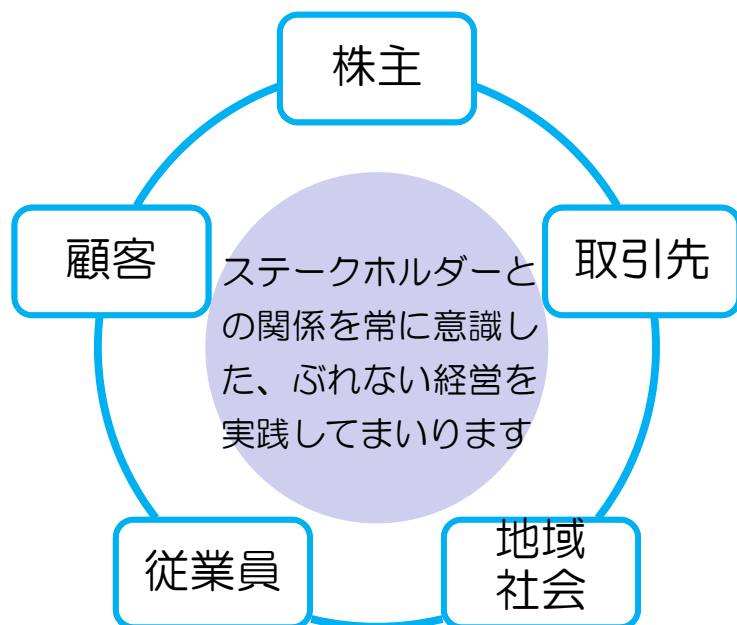 株主
顧客
取引先
ステークホルダーと
の関係を常に意識し
た、ぶれない経営を
実践してまいります
従業員
地域
社会